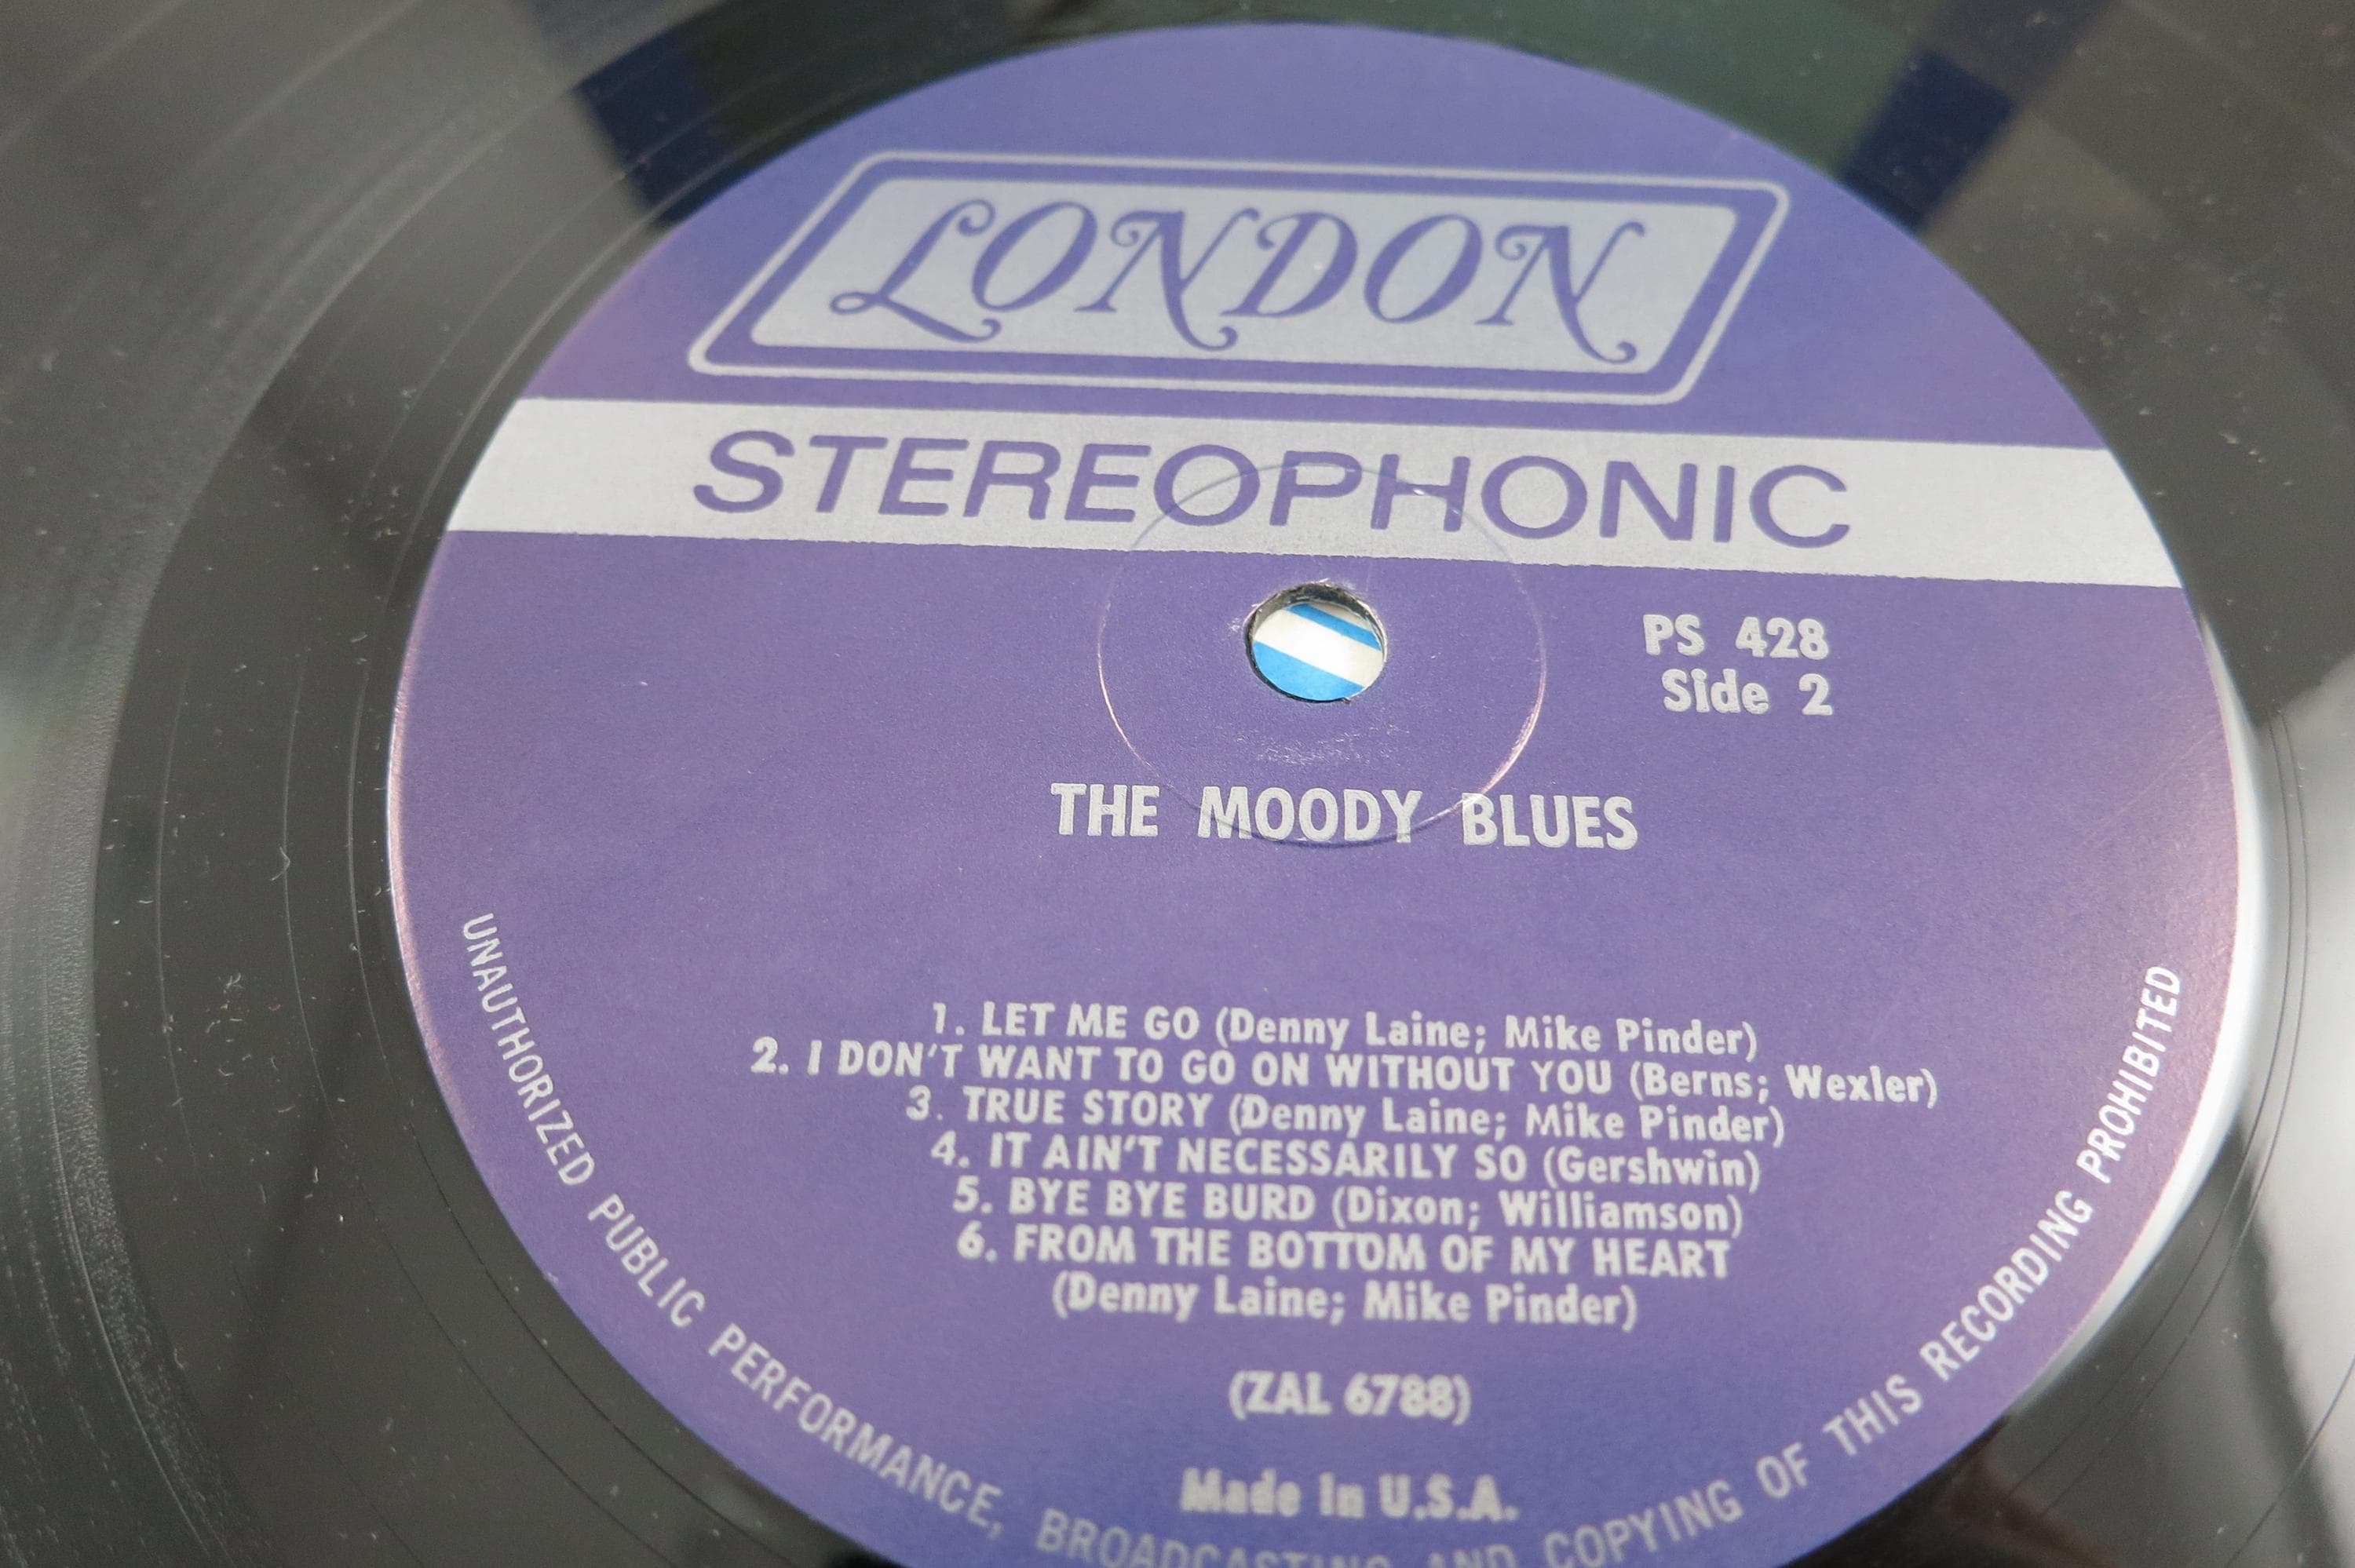 LONDON
STEREOPHONIC
PS 428
Side 2
THE MOODY BLUES
1. LET ME GO (Denny Laine; Mike Pinder)
2. I DON'T WANT TO GO ON WITHOUT YOU (Berns; Wexler)
3. TRUE STORY (Denny Laine; Mike Pinder)
4. IT AIN'T NECESSARILY SO (Gershwin)
5. BYE BYE BURD (Dixon; Williamson)
6. FROM THE BOTTOM OF MY HEART
(Denny Laine; Mike Pinder)
(ZAL 6788)
Made in U.S.A.
UNAUTHORIZED PUBLIC PERFORMANCE, BROADCASTING AND COPYING OF THIS RECORDING PROHIBITED